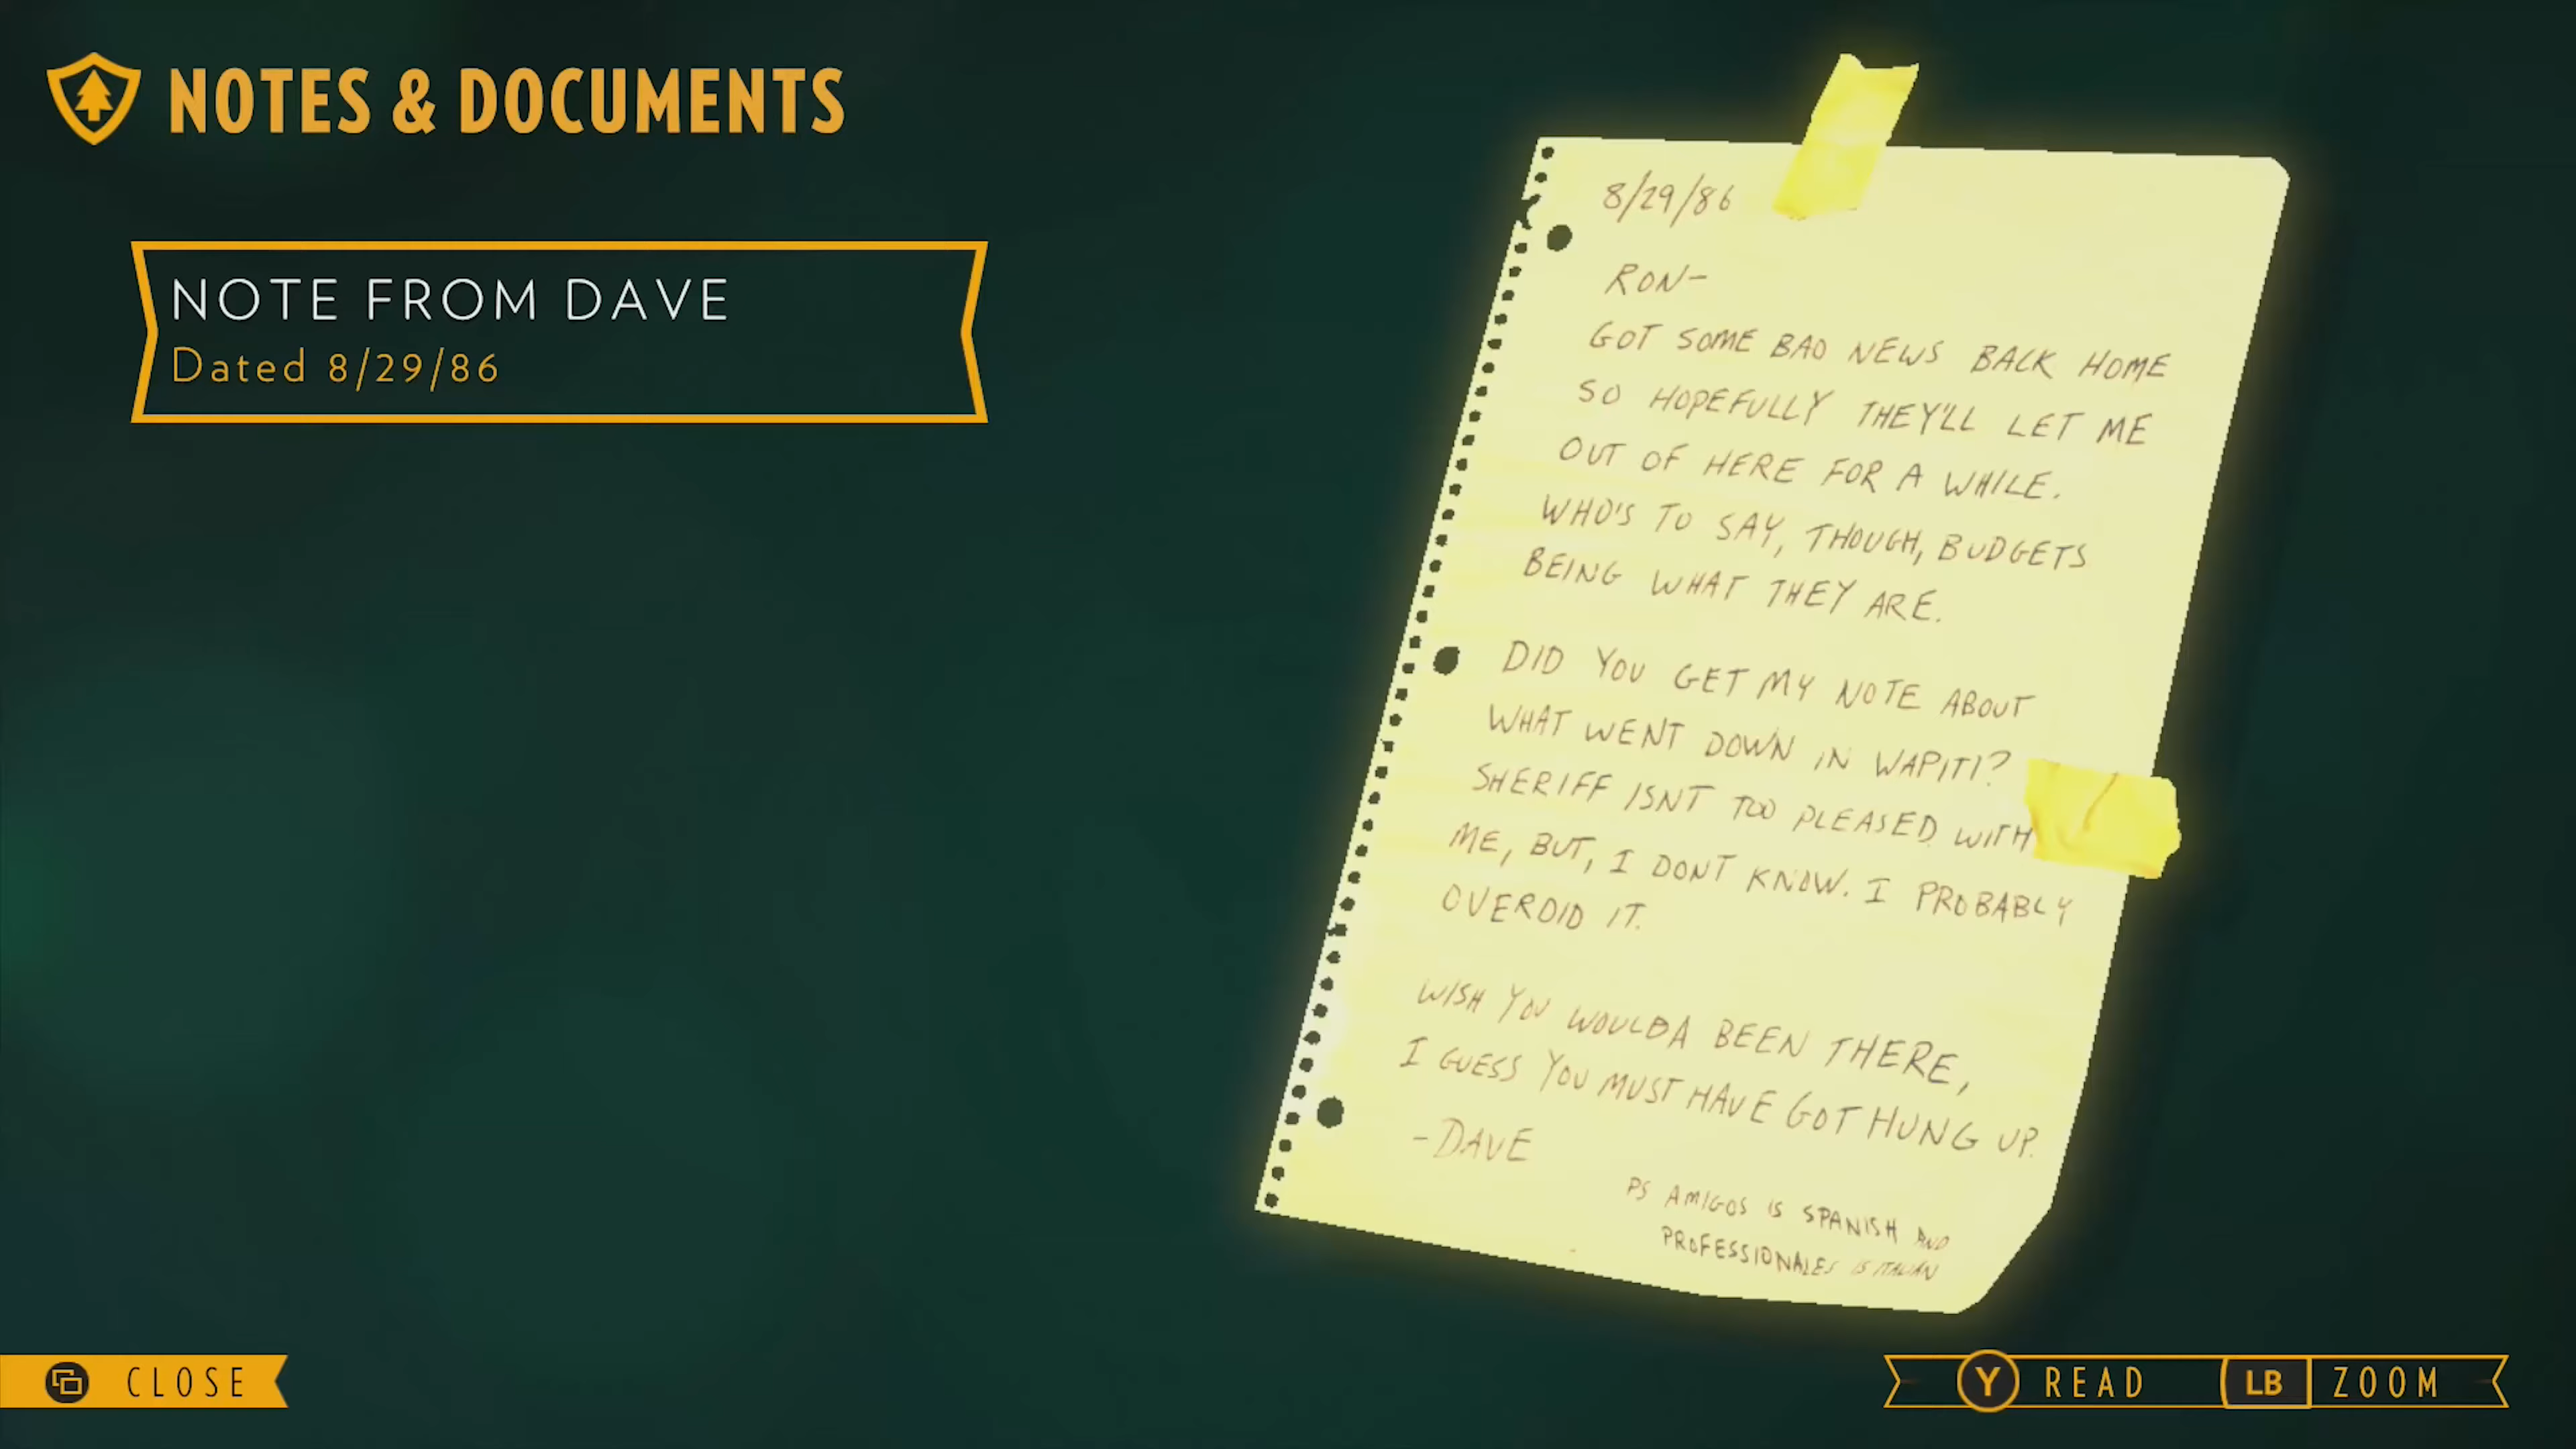 NOTES & DOCUMENTS
NOTE FROM DAVE
Dated 8/29/86
8/29/86
RON-
GOT SOME BAD NEWS BACK HOME
SO HOPEFULLY THEY'LL LET ME
OUT OF HERE FOR A WHILE.
WHO'S TO SAY, THOUGH, BUDGETS
BEING WHAT THEY ARE.
DID YOU GET MY NOTE ABOUT
WHAT WENT DOWN IN WAPITI?
SHERIFF ISNT TOO PLEASED WITH
ME, BUT, I DONT KNOW. I PROBABLY
OVERDID IT.
WISH YOU WOULDA BEEN THERE,
I GUESS YOU MUST HAVE GOT HUNG UP.
-DAVE
PS AMIGOS IS SPANISH AND
PROFESSIONALES IS ITALIAN
CLOSE
Y READ LB ZOOM